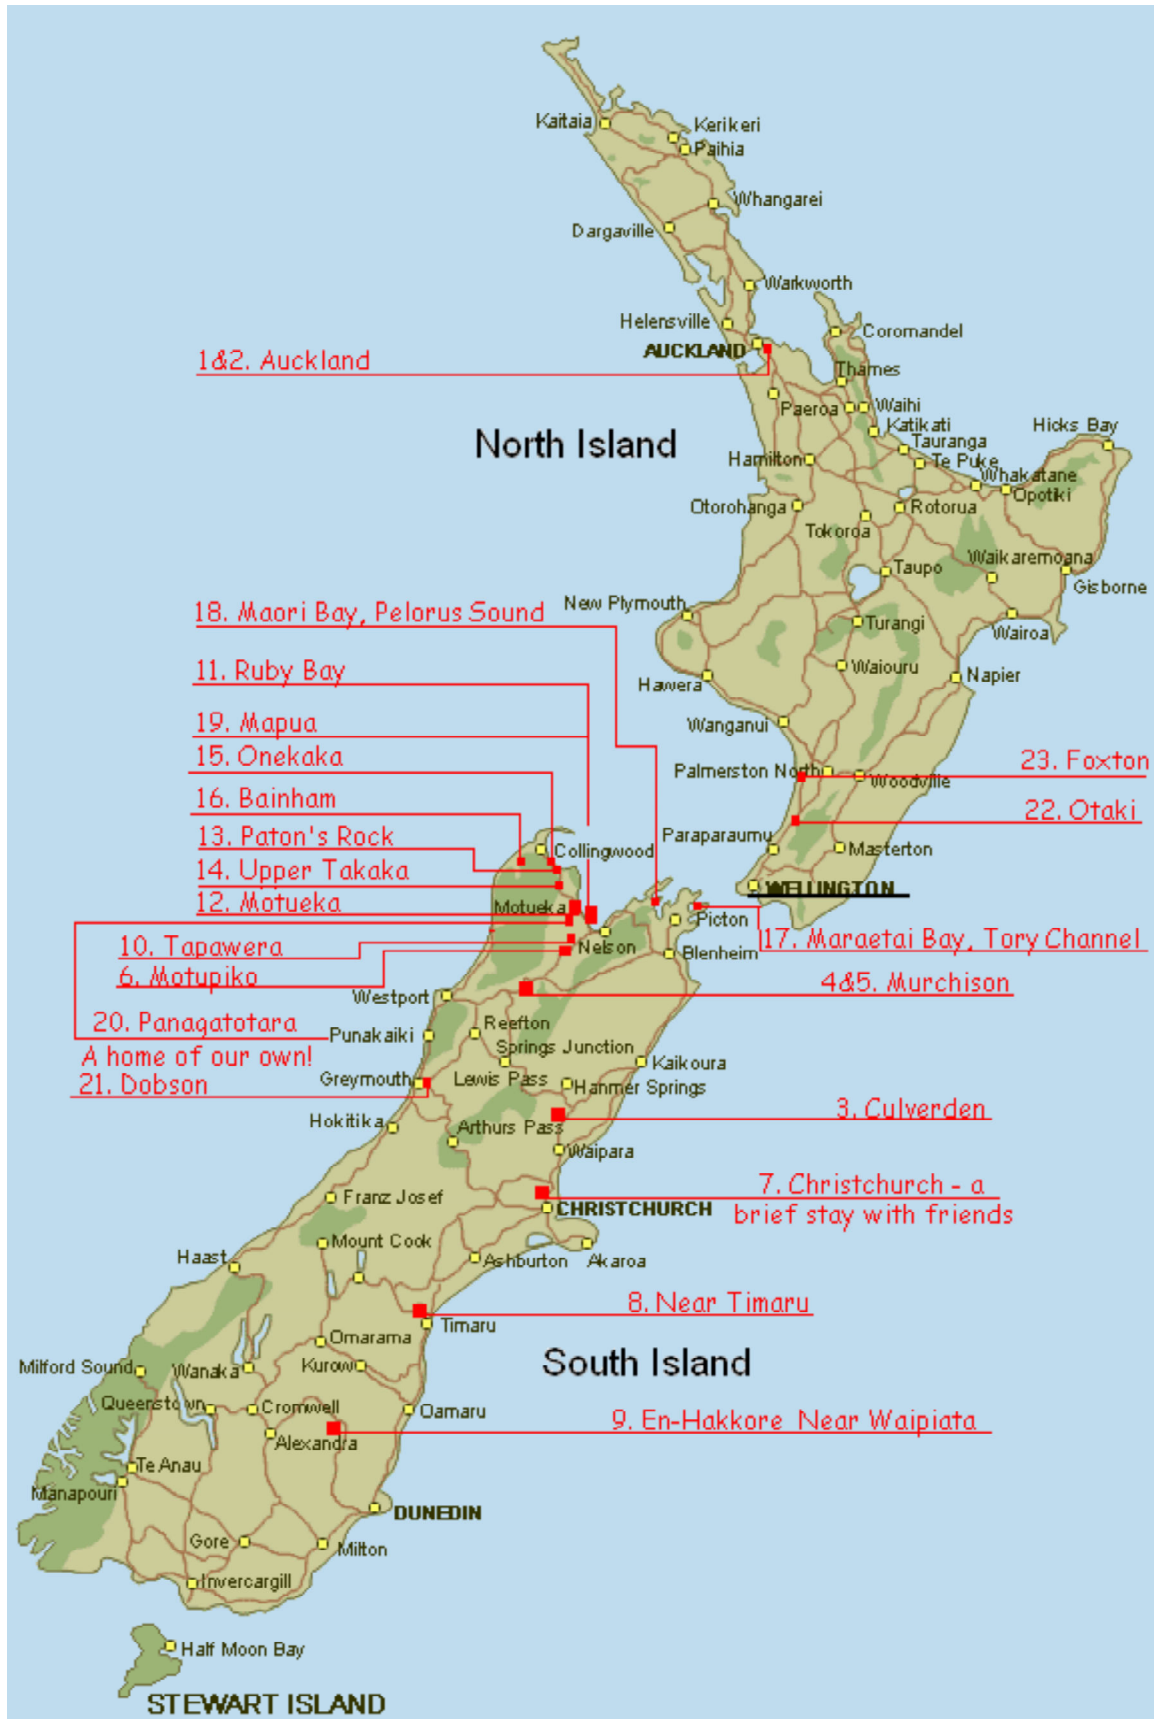 Kaitaia
Kerikeri
Paihia
Whangarei
Dargaville
Warkworth
Helensville
Coromandel
AUCKLAND
1&2. Auckland
Thames
Paeroa
Waihi
Katikati
Hicks Bay
North Island
Tauranga
Hamilton
Te Puke
Whakatane
Opotiki
Otorohanga
Rotorua
Tokoroa
Waikaremoana
Taupo
Gisborne
18. Maori Bay, Pelorus Sound
New Plymouth
Turangi
Wairoa
11. Ruby Bay
Waiouru
Hawera
Napier
19. Mapua
Wanganui
15. Onekaka
23. Foxton
Palmerston North
Woodville
16. Bainham
22. Otaki
13. Paton's Rock
Paraparaumu
Collingwood
Masterton
14. Upper Takaka
WELLINGTON
12. Motueka
Motueka
Picton
10. Tapawera
Nelson
17. Maraetai Bay, Tory Channel
Blenheim
6. Motupiko
4&5. Murchison
Westport
20. Panagatotara
A home of our own!
Punakaiki
Reefton
Springs Junction
Kaikoura
21. Dobson
Greymouth
Lewis Pass
Hanmer Springs
3. Culverden
Hokitika
Arthurs Pass
Waipara
7. Christchurch - a
brief stay with friends
Franz Josef
CHRISTCHURCH
Mount Cook
Haast
Ashburton
Akaroa
8. Near Timaru
Timaru
Omarama
South Island
Milford Sound
Wanaka
Kurow
Queenstown
Cromwell
Oamaru
9. En-Hakkore Near Waipiata
Alexandra
Te Anau
Manapouri
DUNEDIN
Gore
Milton
Invercargill
Half Moon Bay
STEWART ISLAND